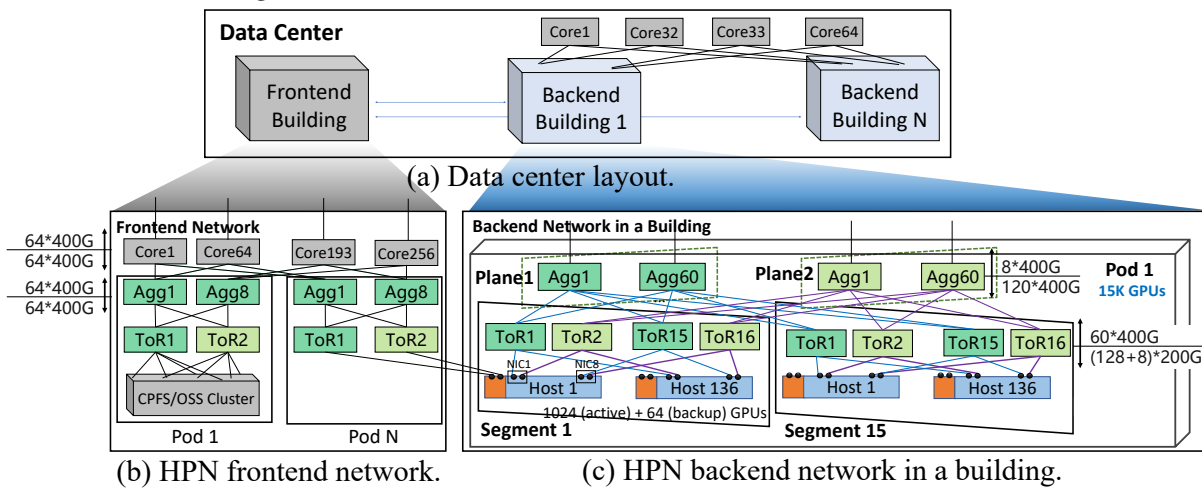 Data Center
Core1
Core32
Core33
Core64
Frontend
Building
Backend
Building 1
Backend
Building N
(a) Data center layout.
Frontend Network
64*400G
64*400G
Core1
Core64
Core193
Core256
64*400G
64*400G
Agg1
Agg8
Agg1
Agg8
ToR1
ToR2
ToR1
ToR2
CPFS/OSS Cluster
Pod 1
Pod N
(b) HPN frontend network.
Backend Network in a Building
Plane1
Agg1
Agg60
Plane2
Agg1
Agg60
8*400G
120*400G
Pod 1
15K GPUs
ToR1
ToR2
ToR15
ToR16
ToR1
ToR2
ToR15
ToR16
60*400G
(128+8)*200G
NIC1
NIC8
Host 1
Host 136
Host 1
Host 136
1024 (active) + 64 (backup) GPUs
Segment 1
Segment 15
(c) HPN backend network in a building.